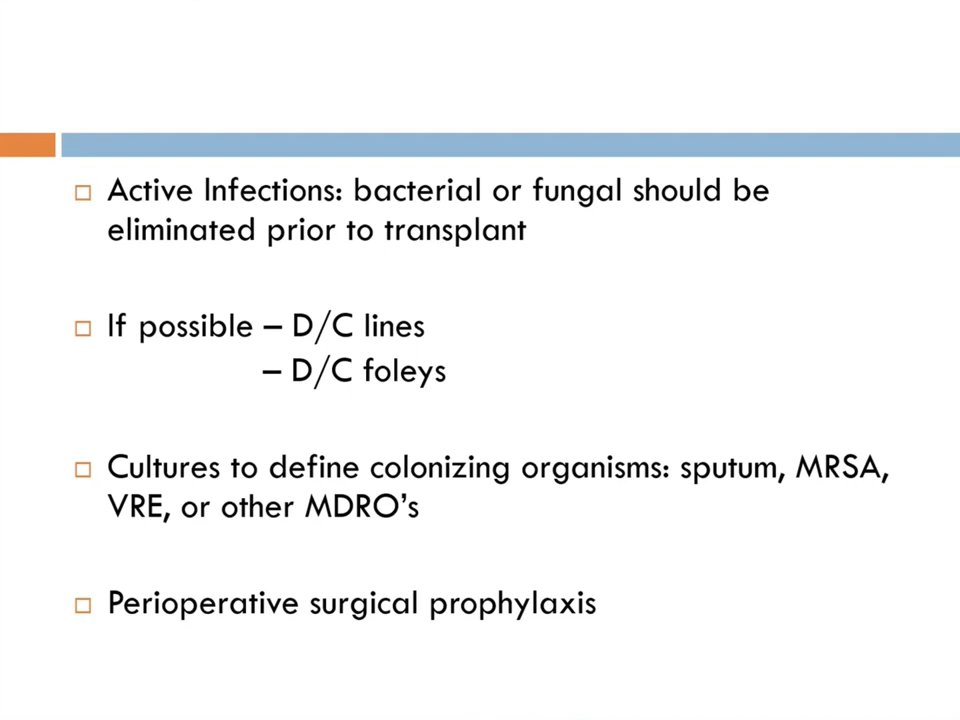 Active Infections: bacterial or fungal should be
eliminated prior to transplant
If possible – D/C lines
– D/C foleys
Cultures to define colonizing organisms: sputum, MRSA,
VRE, or other MDRO’s
Perioperative surgical prophylaxis